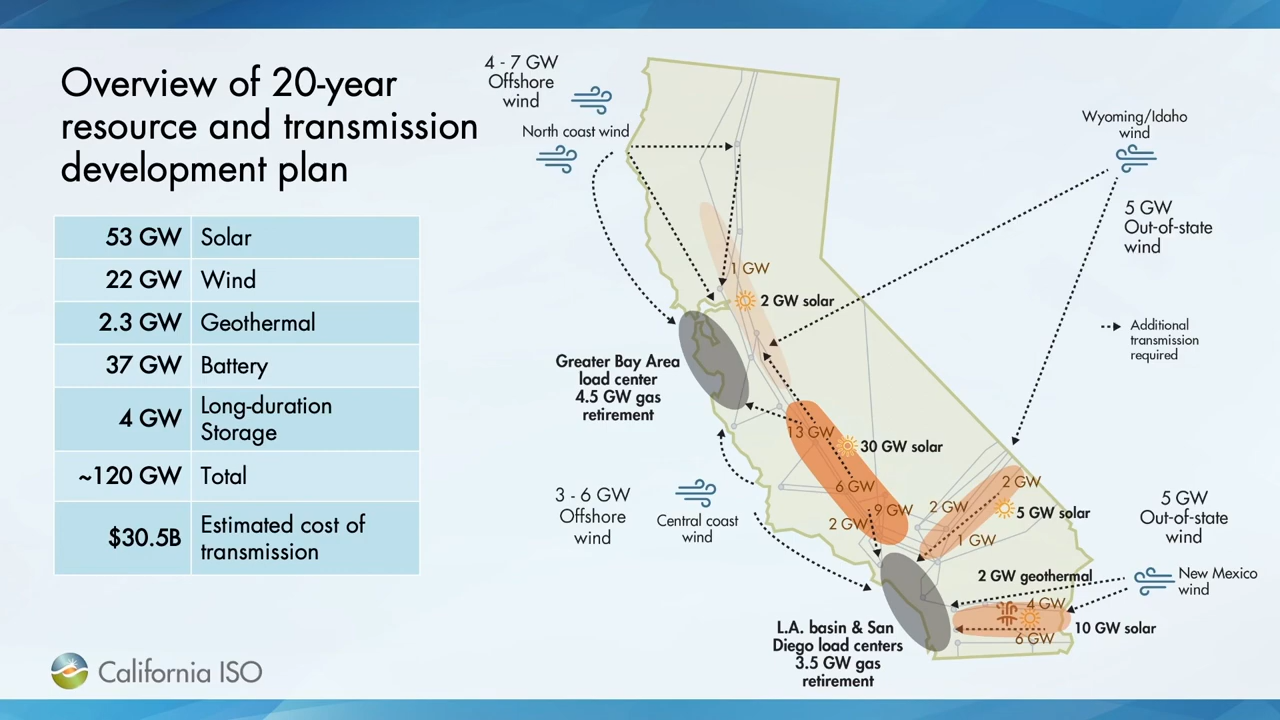 Overview of 20-year
resource and transmission
development plan
53 GW Solar
22 GW Wind
2.3 GW Geothermal
37 GW Battery
4 GW Long-duration
Storage
~120 GW Total
$30.5B Estimated cost of
transmission
California ISO
4 - 7 GW
Offshore
wind
North coast wind
Wyoming/Idaho
wind
5 GW
Out-of-state
wind
1 GW
2 GW solar
Additional
transmission
required
Greater Bay Area
load center
4.5 GW gas
retirement
13 GW
30 GW solar
6 GW
9 GW
2 GW
3 - 6 GW
Offshore
wind
Central coast
wind
2 GW
2 GW
5 GW solar
1 GW
5 GW
Out-of-state
wind
2 GW geothermal
New Mexico
wind
4 GW
10 GW solar
6 GW
L.A. basin & San
Diego load centers
3.5 GW gas
retirement